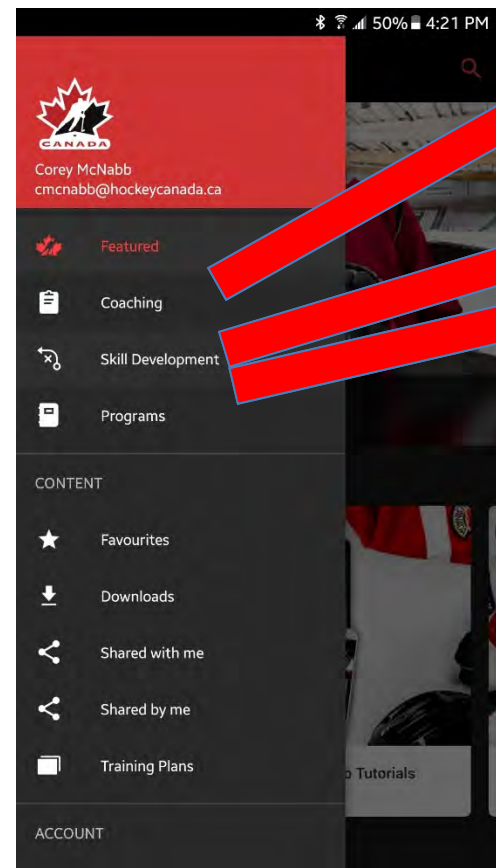 50% 4:21 PM
CANADA
Corey McNabb
cmcnabb@hockeycanada.ca
Featured
Coaching
Skill Development
Programs
CONTENT
Favourites
Downloads
Shared with me
Shared by me
Training Plans
Tutorials
ACCOUNT